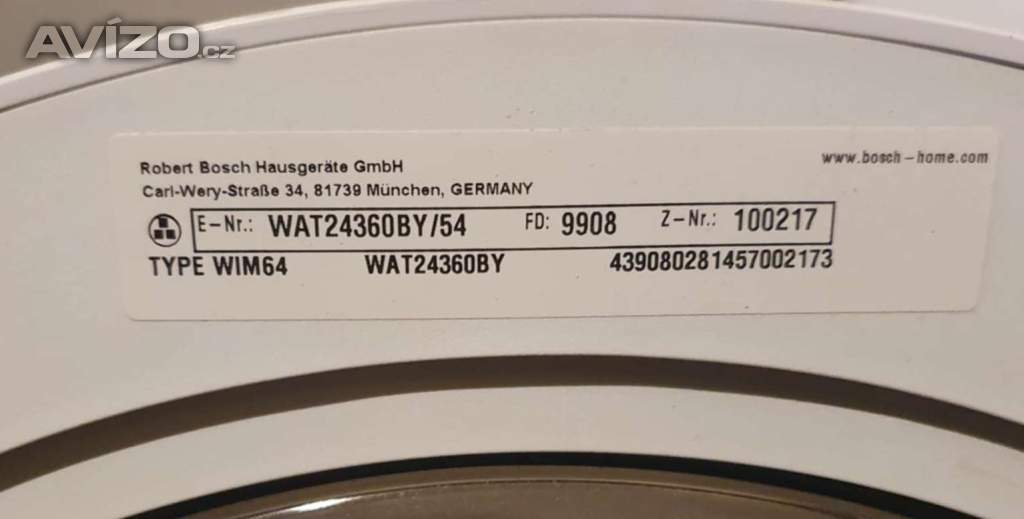 AVÍZO.cz
Robert Bosch Hausgeräte GmbH
www.bosch-home.com
Carl-Wery-Straße 34, 81739 München, GERMANY
E-Nr.: WAT24360BY/54 FD: 9908 Z-Nr.: 100217
TYPE WIM64 WAT24360BY 439080281457002173